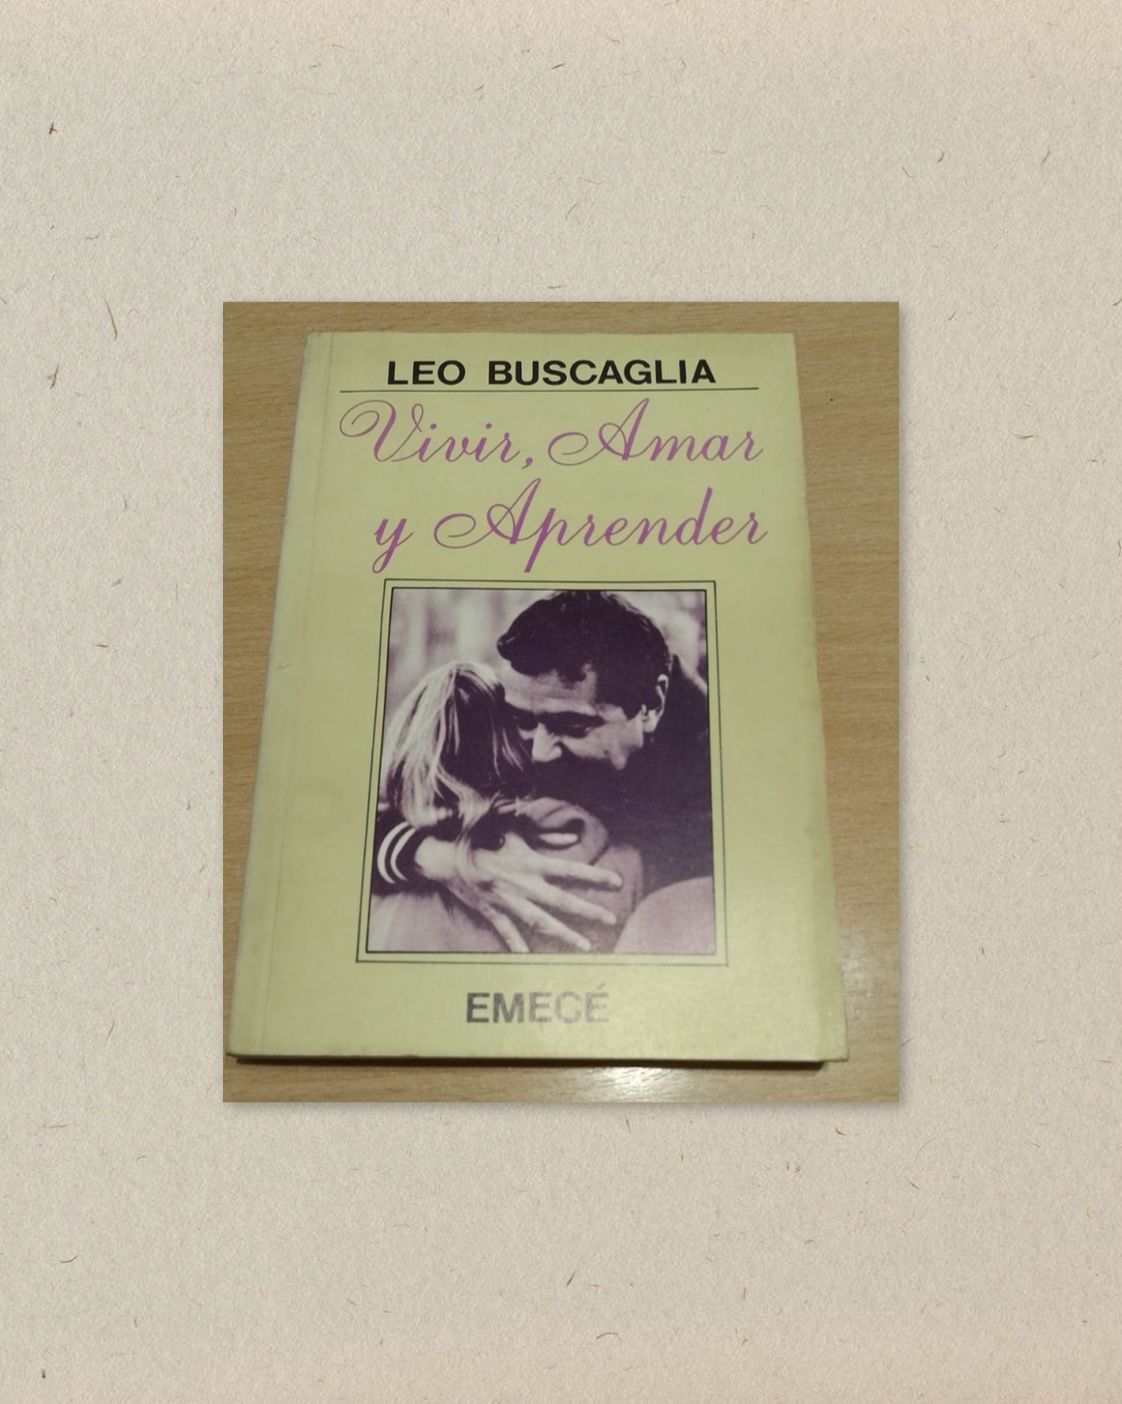 LEO BUSCAGLIA
Vivir, Amar
y Aprender
EMECÉ